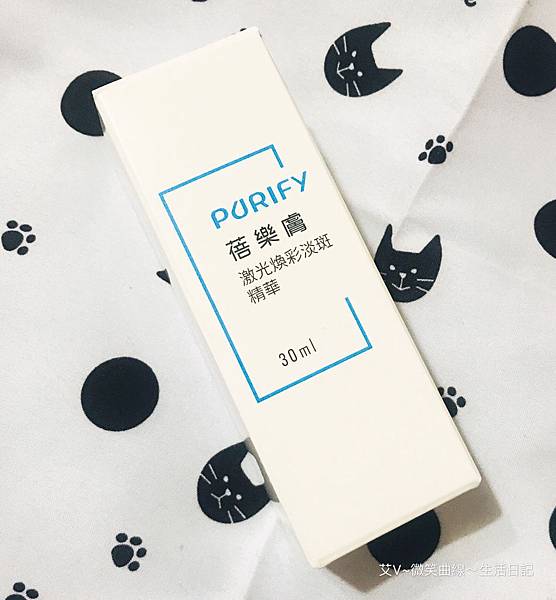 PURIFY
蓓樂膚
激光煥彩淡斑
精華
30ml
艾V~微笑曲線~生活日記